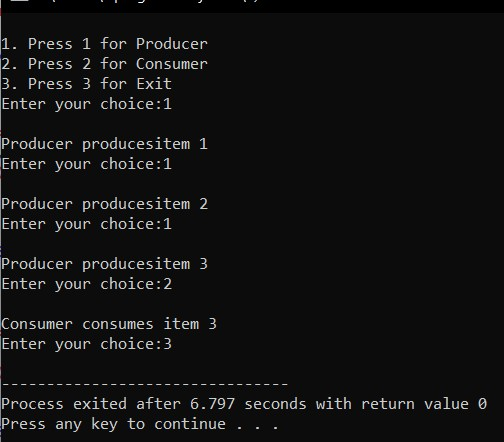 1. Press 1 for Producer
2. Press 2 for Consumer
3. Press 3 for Exit
Enter your choice:1
Producer producesitem 1
Enter your choice:1
Producer producesitem 2
Enter your choice:1
Producer producesitem 3
Enter your choice:2
Consumer consumes item 3
Enter your choice:3
--------------------------------
Process exited after 6.797 seconds with return value 0
Press any key to continue . . .